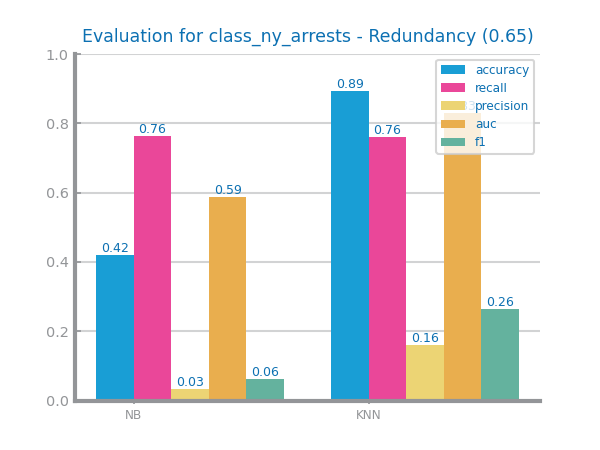 Evaluation for class_ny_arrests - Redundancy (0.65)
1.0
0.8
0.6
0.4
0.2
0.0
0.42
0.76
0.03
0.59
0.06
0.89
0.76
0.16
0.26
accuracy
recall
precision
auc
f1
NB
KNN